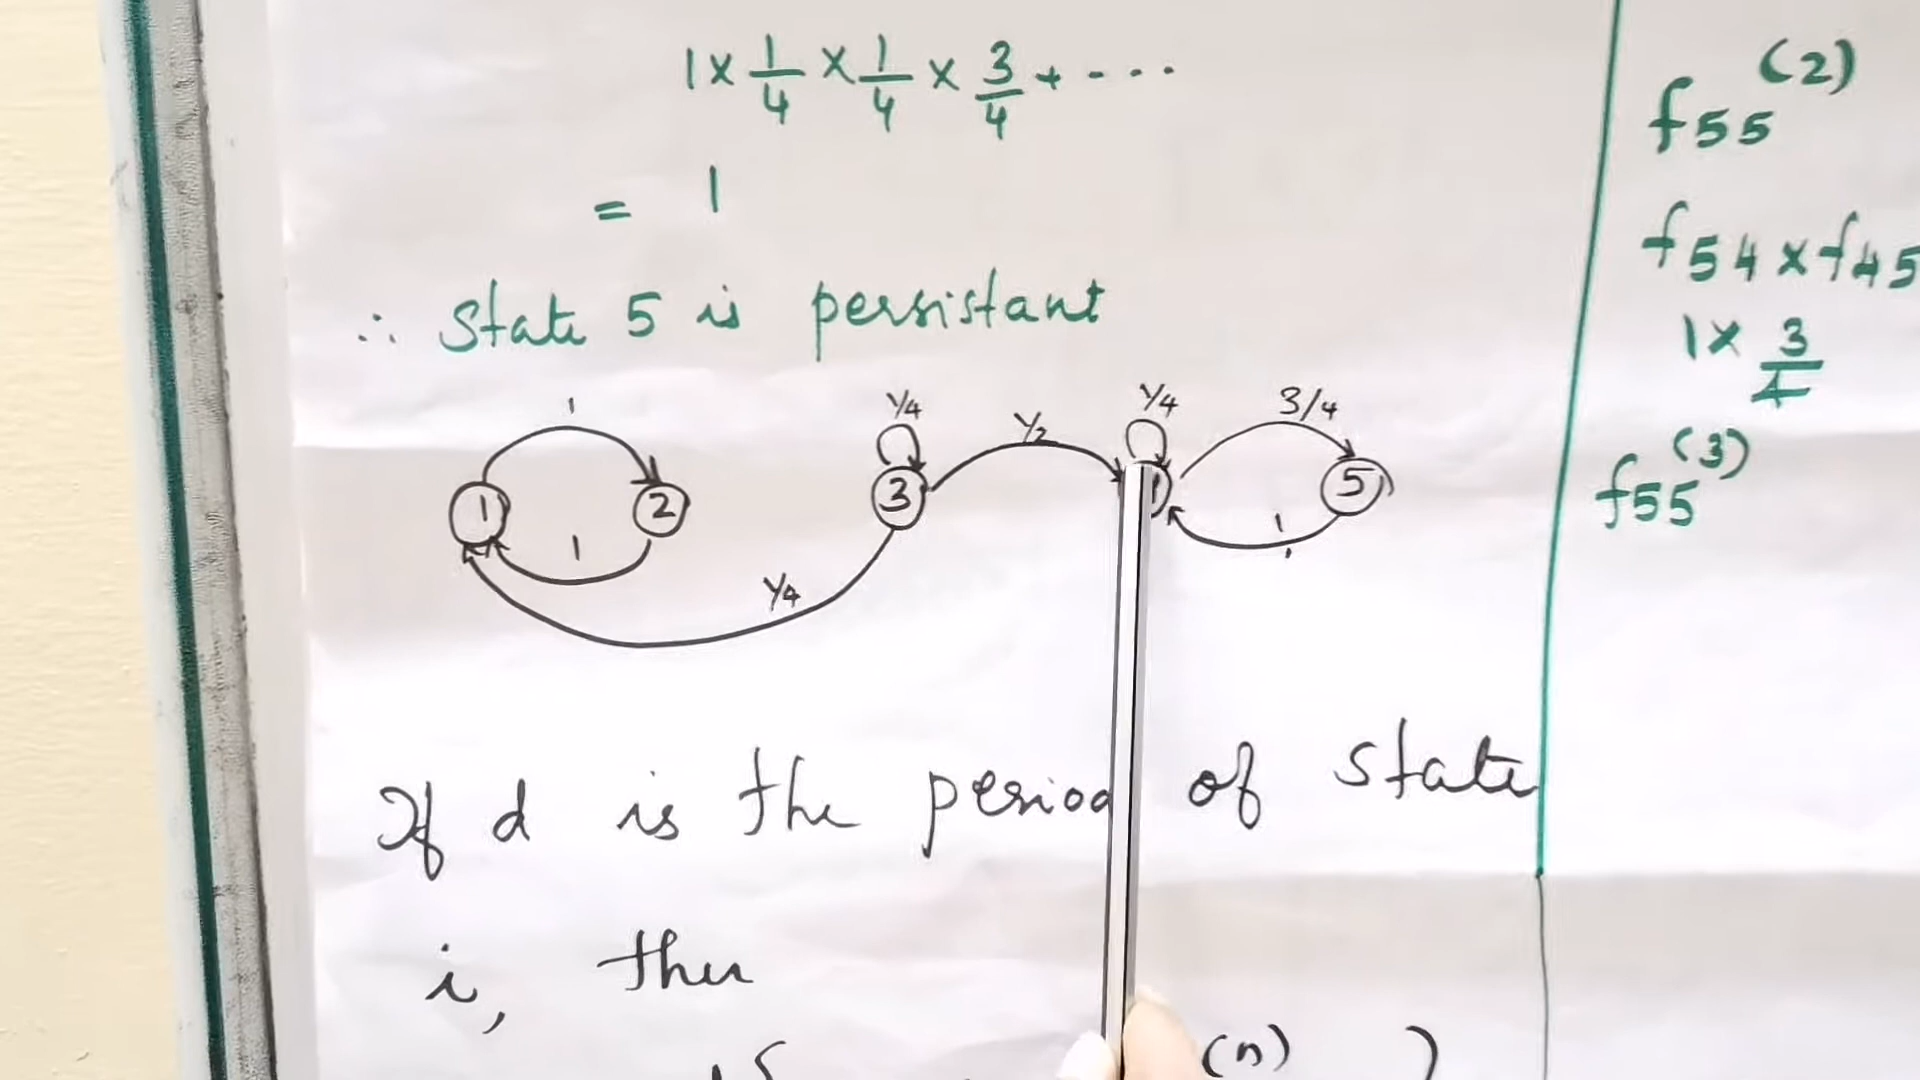 1 × 1/4 × 1/4 × 3/4 + ----
= 1
∴ State 5 is persistant
1 1/4 1/2 1/4 3/4
1 2 3 5
1 1/4 1
If d is the period of state
i, then
(n) }
f55 (2)
f54 × f45
1 × 3/4
f55 (3)